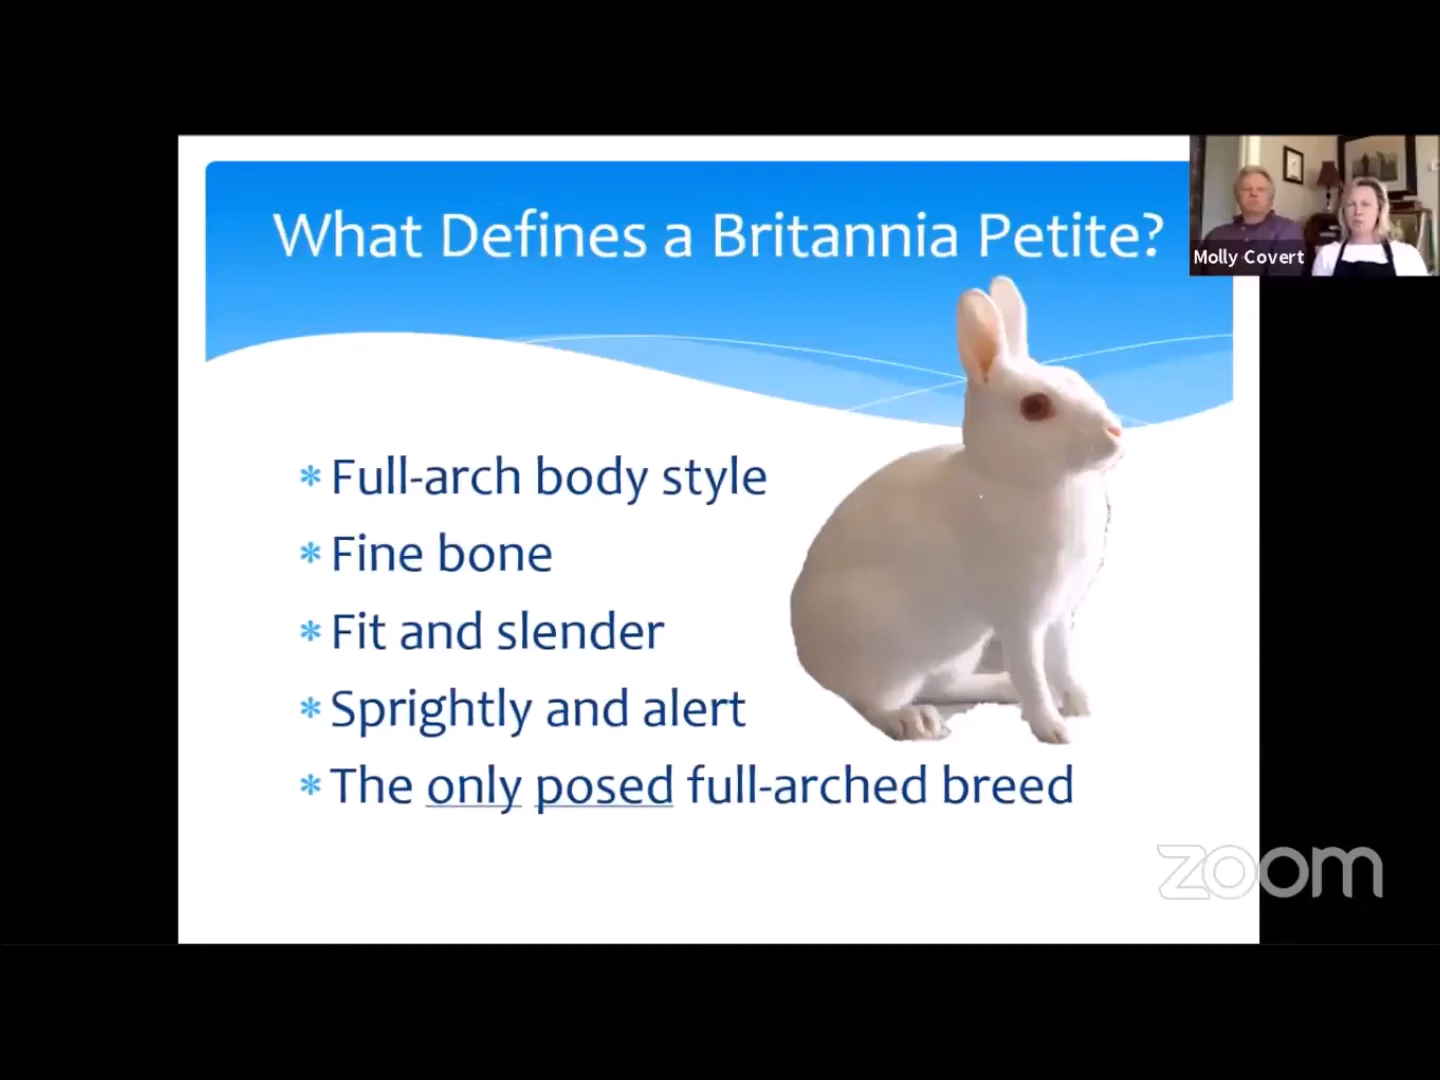 What Defines a Britannia Petite?
Molly Covert
* Full-arch body style
* Fine bone
* Fit and slender
* Sprightly and alert
* The only posed full-arched breed
zoom